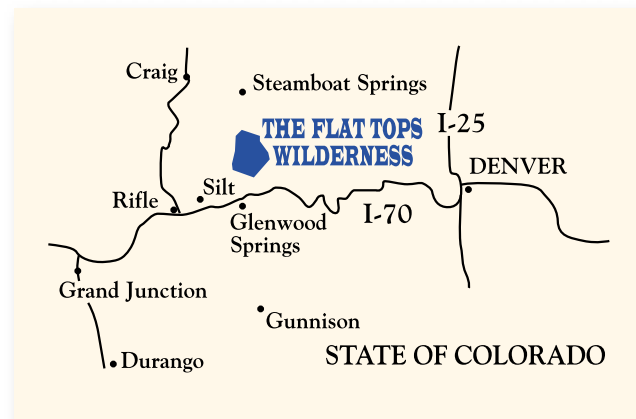 Craig
Steamboat Springs
THE FLAT TOPS
WILDERNESS
I-25
DENVER
Silt
Rifle
Glenwood
Springs
I-70
Grand Junction
Gunnison
Durango
STATE OF COLORADO